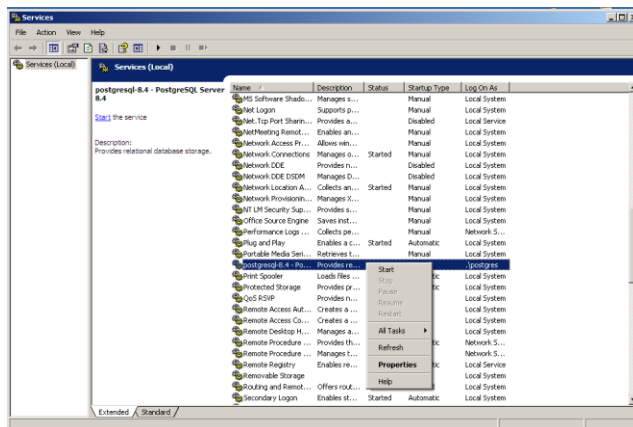 Services
File Action View Help
Services (Local)
Services (Local)
postgresql-8.4 - PostgreSQL Server 8.4
Start the service
Description:
Provides relational database storage.
Name Description Status Startup Type Log On As
MS Software Shado... Manages s... Manual Local System
Net Logon Supports p... Manual Local System
Net.Tcp Port Sharin... Provides a... Disabled Local Service
NetMeeting Remot... Enables an... Manual Local System
Network Access Pr... Allows win... Manual Local System
Network Connections Manages o... Started Manual Local System
Network DDE Provides n... Disabled Local System
Network DDE DSDM Manages D... Disabled Local System
Network Location A... Collects an... Started Manual Local System
Network Provisionin... Manages X... Manual Local System
NT LM Security Sup... Provides s... Manual Local System
Office Source Engine Saves inst... Manual Local System
Performance Logs ... Collects pe... Manual Network S...
Plug and Play Enables a c... Started Automatic Local System
Portable Media Seri... Retrieves t... Manual Local System
postgresql-8.4 - Po... Provides re... .\postgres
Print Spooler Loads files ... tic Local System
Protected Storage Provides pr... tic Local System
QoS RSVP Provides n... Local System
Remote Access Aut... Creates a ... Local System
Remote Access Co... Creates a ... Local System
Remote Desktop H... Manages a... Local System
Remote Procedure ... Provides th... tic Network S...
Remote Procedure ... Manages t... Network S...
Remote Registry Enables re... tic Local Service
Removable Storage Local System
Routing and Remot... Offers rout... Local System
Secondary Logon Enables st... Started Automatic Local System
Start
Stop
Pause
Resume
Restart
All Tasks
Refresh
Properties
Help
Extended Standard